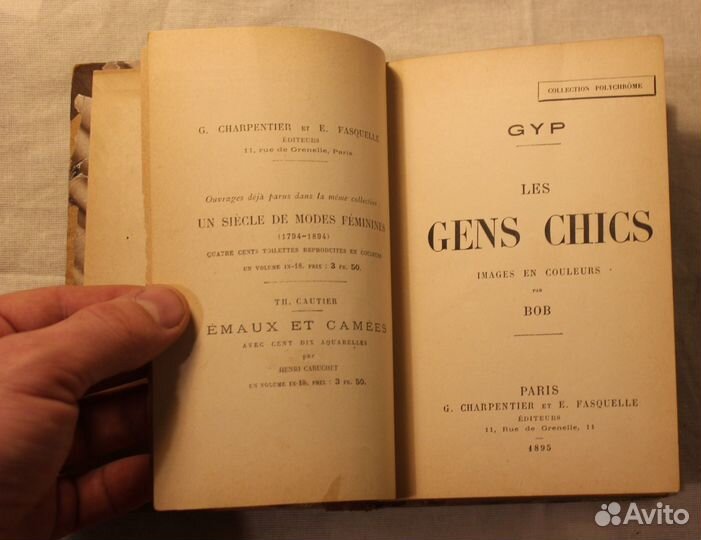 G. CHARPENTIER ET E. FASQUELLE
ÉDITEURS
11, rue de Grenelle, Paris
Ouvrages déjà parus dans la même collection :
UN SIÈCLE DE MODES FÉMININES
(1794-1894)
QUATRE CENTS TOILETTES REPRODUITES EN COULEURS
UN VOLUME IN-18. PRIX : 3 FR. 50.
TH. GAUTIER
ÉMAUX ET CAMÉES
AVEC CENT DIX AQUARELLES
par
HENRI CARUCHET
UN VOLUME IN-18. PRIX : 3 FR. 50.
COLLECTION POLYCHRÔME
GYP
LES
GENS CHICS
IMAGES EN COULEURS
PAR
BOB
PARIS
G. CHARPENTIER ET E. FASQUELLE
ÉDITEURS
11, Rue de Grenelle, 11
1895
Avito